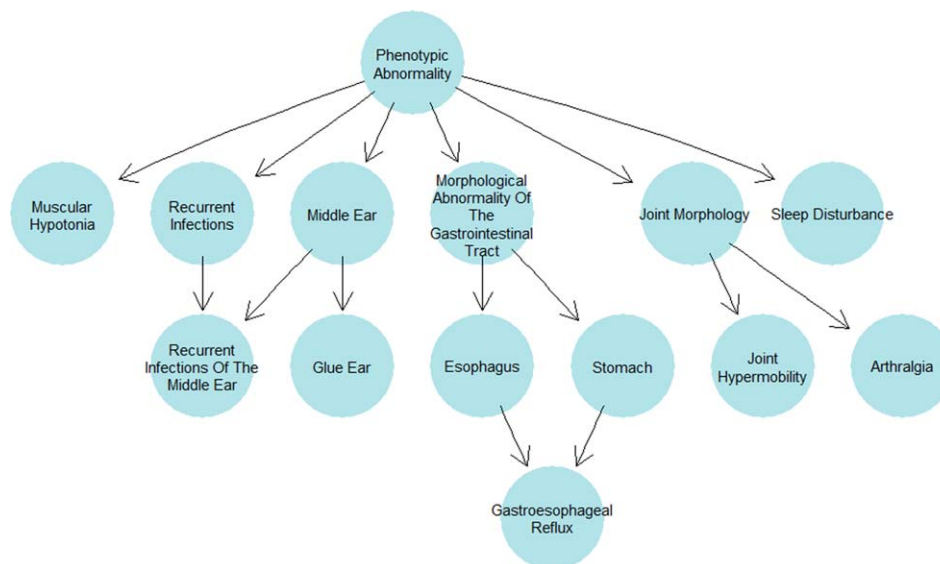 Phenotypic
Abnormality
Muscular
Hypotonia
Recurrent
Infections
Middle Ear
Morphological
Abnormality Of
The
Gastrointestinal
Tract
Joint Morphology
Sleep Disturbance
Recurrent
Infections Of The
Middle Ear
Glue Ear
Esophagus
Stomach
Joint
Hypermobility
Arthralgia
Gastroesophageal
Reflux